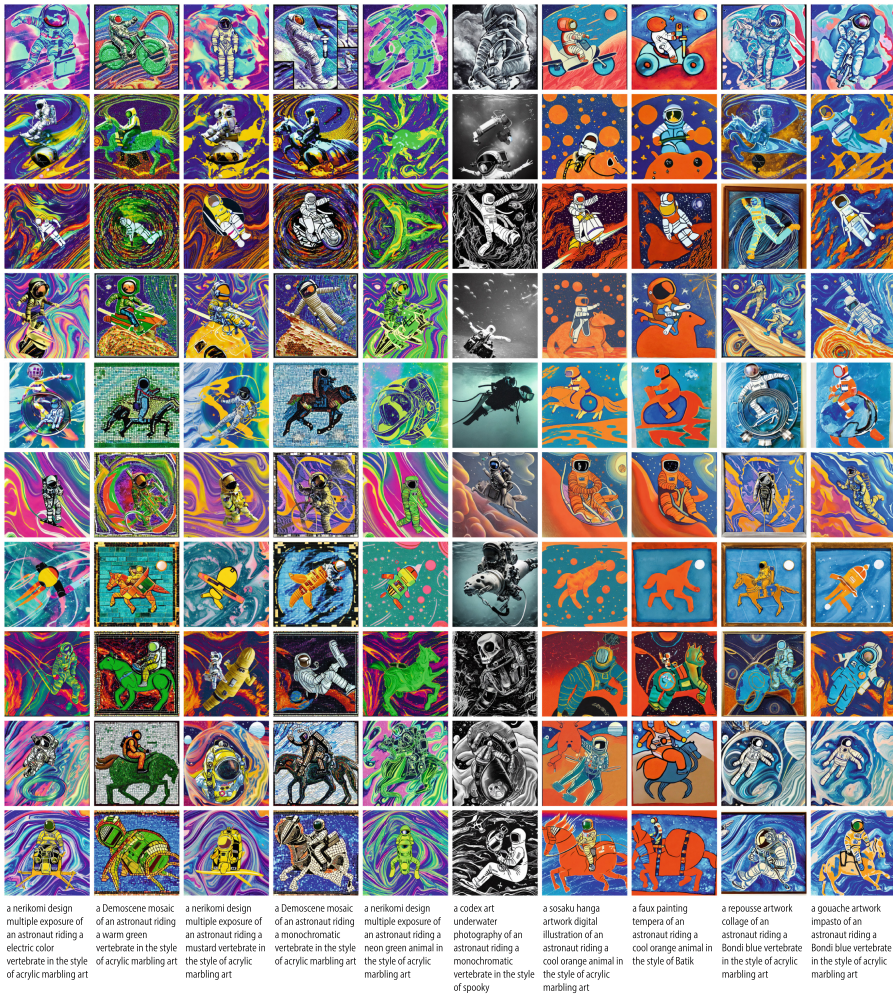 a nerikomi design
multiple exposure of
an astronaut riding a
electric color
vertebrate in the style
of acrylic marbling art
a Demoscene mosaic
of an astronaut riding
a warm green
vertebrate in the style
of acrylic marbling art
a nerikomi design
multiple exposure of
an astronaut riding a
mustard vertebrate in
the style of acrylic
marbling art
a Demoscene mosaic
of an astronaut riding
a monochromatic
vertebrate in the style
of acrylic marbling art
a nerikomi design
multiple exposure of
an astronaut riding a
neon green animal in
the style of acrylic
marbling art
a codex art
underwater
photography of an
astronaut riding a
monochromatic
vertebrate in the style
of spooky
a sosaku hanga
artwork digital
illustration of an
astronaut riding a
cool orange animal in
the style of acrylic
marbling art
a faux painting
tempera of an
astronaut riding a
cool orange animal in
the style of Batik
a repousse artwork
collage of an
astronaut riding a
Bondi blue vertebrate
in the style of acrylic
marbling art
a gouache artwork
impasto of an
astronaut riding a
Bondi blue vertebrate
in the style of acrylic
marbling art